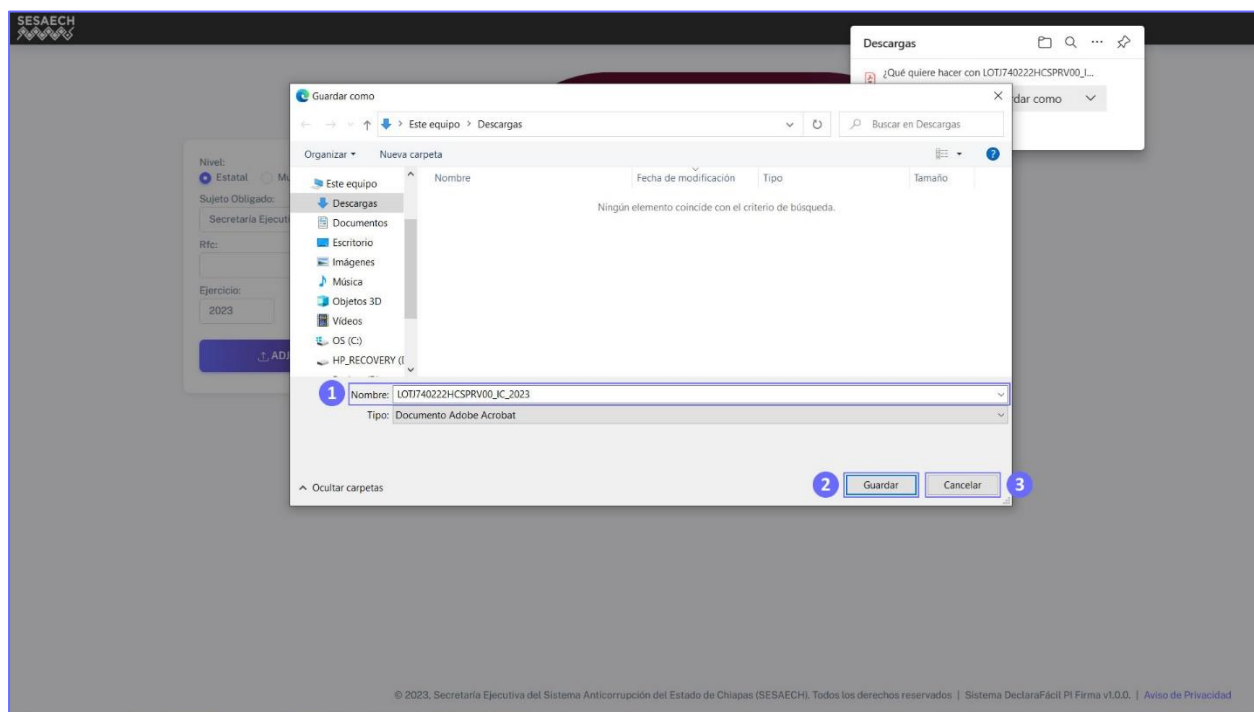 SESAECH
Descargas
¿Qué quiere hacer con LOTJ740222HCSPRV00_I...
dar como
Guardar como
Este equipo > Descargas
Buscar en Descargas
Organizar
Nueva carpeta
Nivel:
Estatal
Sujeto Obligado:
Secretaría Ejecuti
Rfc:
Ejercicio:
2023
ADJ
Este equipo
Descargas
Documentos
Escritorio
Imágenes
Música
Objetos 3D
Vídeos
OS (C:)
HP_RECOVERY (I
Nombre
Fecha de modificación
Tipo
Tamaño
Ningún elemento coincide con el criterio de búsqueda.
1
Nombre: LOTJ740222HCSPRV00_IC_2023
Tipo: Documento Adobe Acrobat
Ocultar carpetas
2
Guardar
Cancelar
3
© 2023, Secretaría Ejecutiva del Sistema Anticorrupción del Estado de Chiapas (SESAECH). Todos los derechos reservados | Sistema DeclaraFácil PI Firma v1.0.0. | Aviso de Privacidad